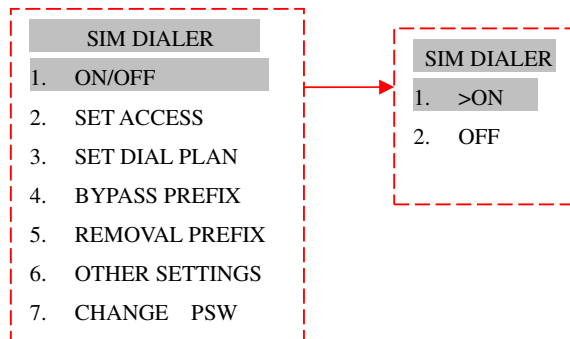 SIM DIALER
1. ON/OFF
2. SET ACCESS
3. SET DIAL PLAN
4. BYPASS PREFIX
5. REMOVAL PREFIX
6. OTHER SETTINGS
7. CHANGE PSW
SIM DIALER
1. >ON
2. OFF